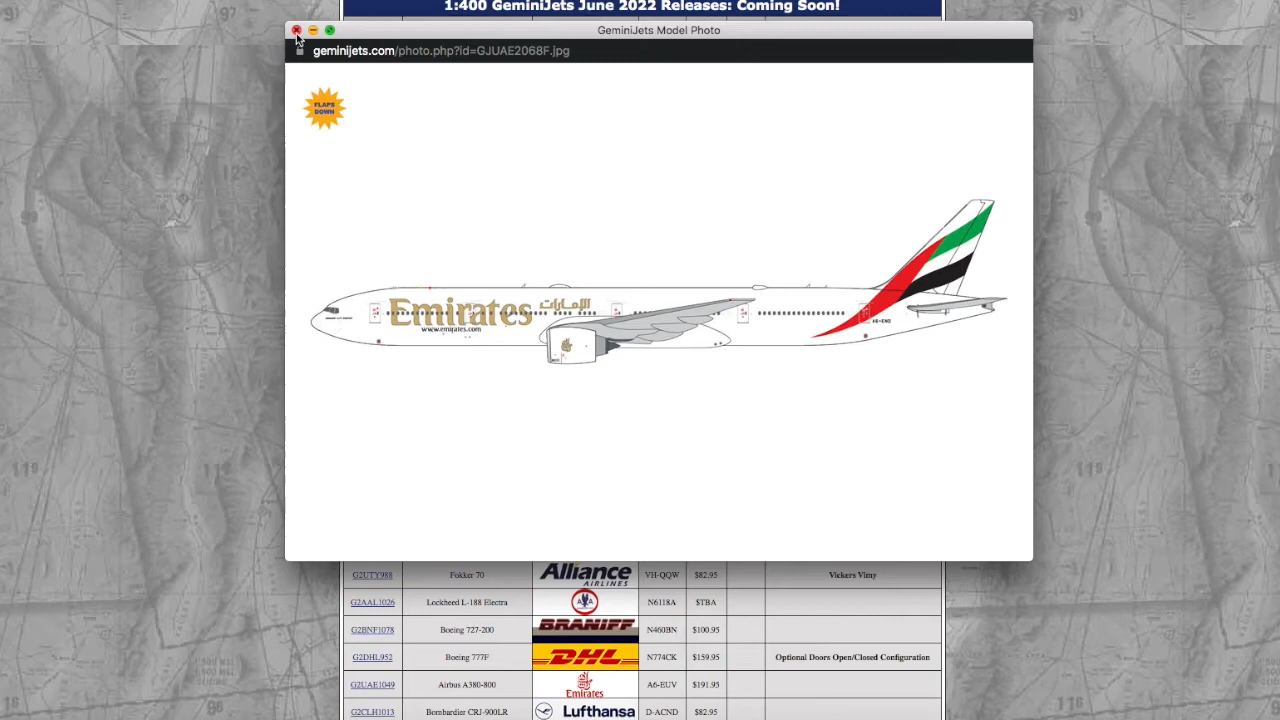 1:400 GeminiJets June 2022 Releases: Coming Soon!
GeminiJets Model Photo
geminijets.com/photo.php?id=GJUAE2068F.jpg
FLAPS
DOWN
Emirates الإمارات
www.emirates.com
G2UTY988 Fokker 70 Alliance AIRLINES VH-QQW $82.95 Vickers Vimy
G2AAL1026 Lockheed L-188 Electra AA N6118A $TBA
G2BNF1078 Boeing 727-200 BRANIFF N460BN $100.95
G2DHL952 Boeing 777F DHL N774CK $159.95 Optional Doors Open/Closed Configuration
G2UAE1049 Airbus A380-800 Emirates A6-EUV $191.95
G2CLH1013 Bombardier CRJ-900LR Lufthansa D-ACND $82.95